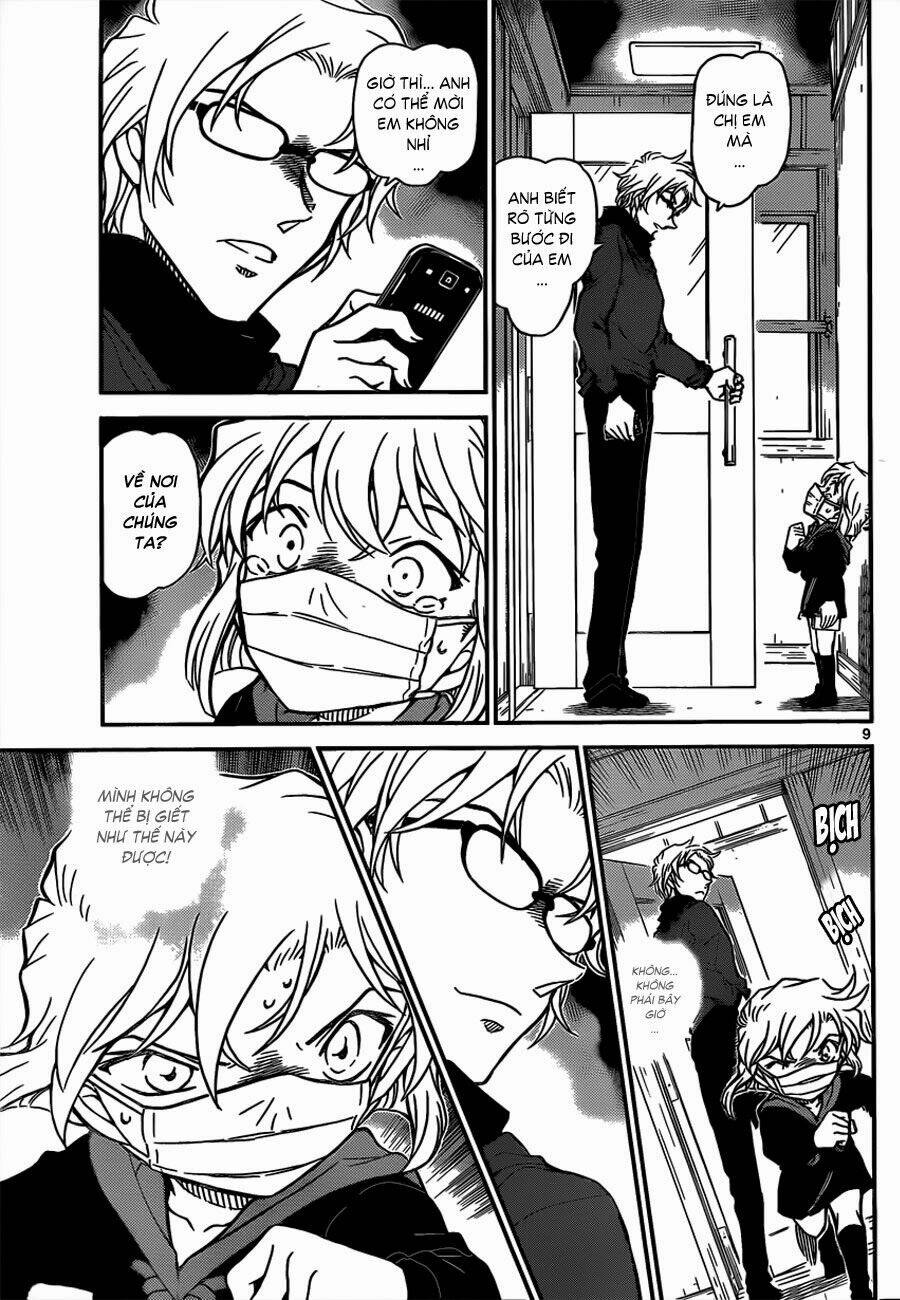 ĐÚNG LÀ
CHỊ EM
MÀ
...
ANH BIẾT
RÕ TỪNG
BƯỚC ĐI
CỦA EM
...
GIỜ THÌ... ANH
CÓ THỂ MỜI
EM KHÔNG
NHỈ
...
VỀ NƠI
CỦA
CHÚNG
TA?
9
BỊCH
BỊCH
KHÔNG...
KHÔNG
PHẢI BÂY
GIỜ
...
MÌNH KHÔNG
THỂ BỊ GIẾT
NHƯ THẾ NÀY
ĐƯỢC!